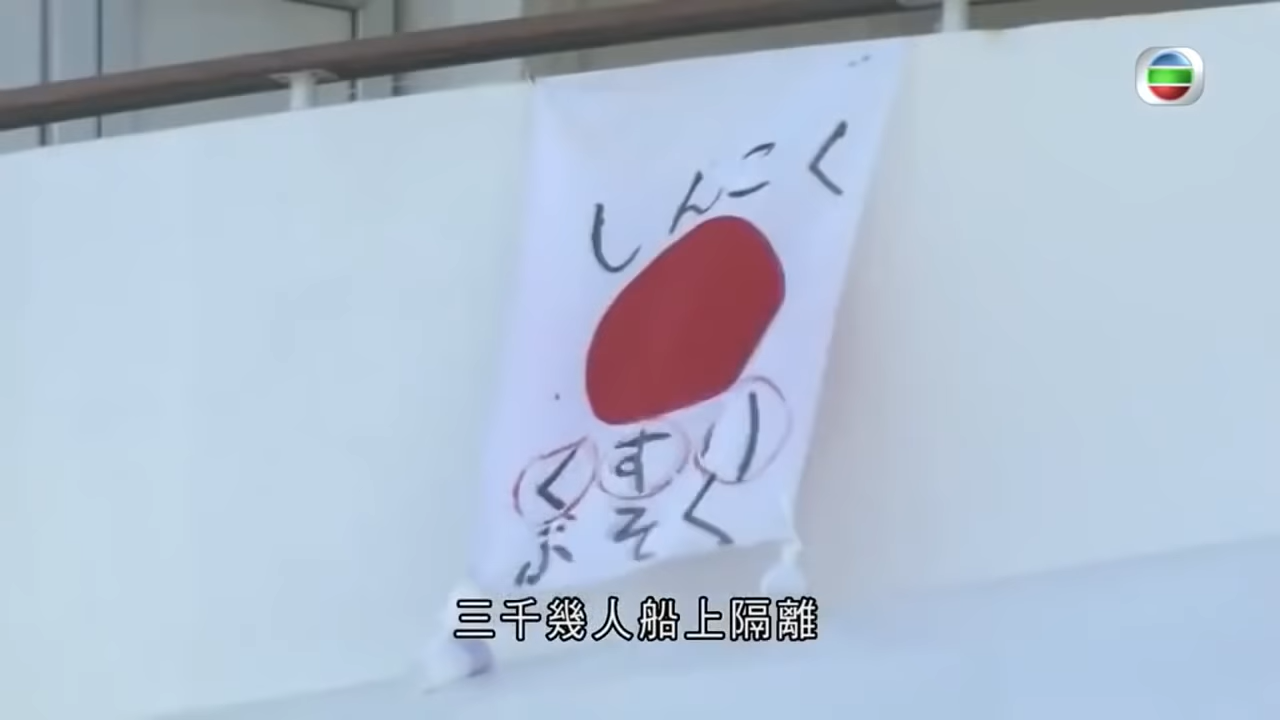 しんこく
くすり
ぶそく
三千幾人船上隔離